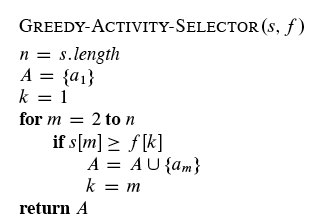 GREEDY-ACTIVITY-SELECTOR(s, f)
n = s.length
A = {a₁}
k = 1
for m = 2 to n
if s[m] ≥ f[k]
A = A ∪ {aₘ}
k = m
return A